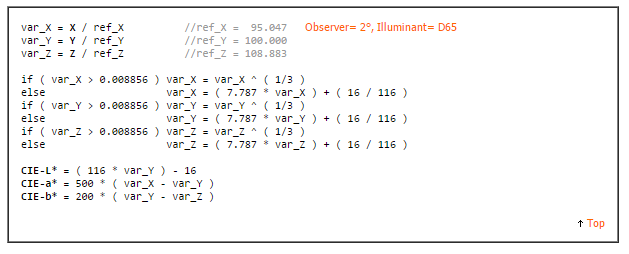 var_X = X / ref_X          //ref_X =  95.047   Observer= 2°, Illuminant= D65
var_Y = Y / ref_Y          //ref_Y = 100.000
var_Z = Z / ref_Z          //ref_Z = 108.883
if ( var_X > 0.008856 ) var_X = var_X ^ ( 1/3 )
else                    var_X = ( 7.787 * var_X ) + ( 16 / 116 )
if ( var_Y > 0.008856 ) var_Y = var_Y ^ ( 1/3 )
else                    var_Y = ( 7.787 * var_Y ) + ( 16 / 116 )
if ( var_Z > 0.008856 ) var_Z = var_Z ^ ( 1/3 )
else                    var_Z = ( 7.787 * var_Z ) + ( 16 / 116 )
CIE-L* = ( 116 * var_Y ) - 16
CIE-a* = 500 * ( var_X - var_Y )
CIE-b* = 200 * ( var_Y - var_Z )
↑ Top